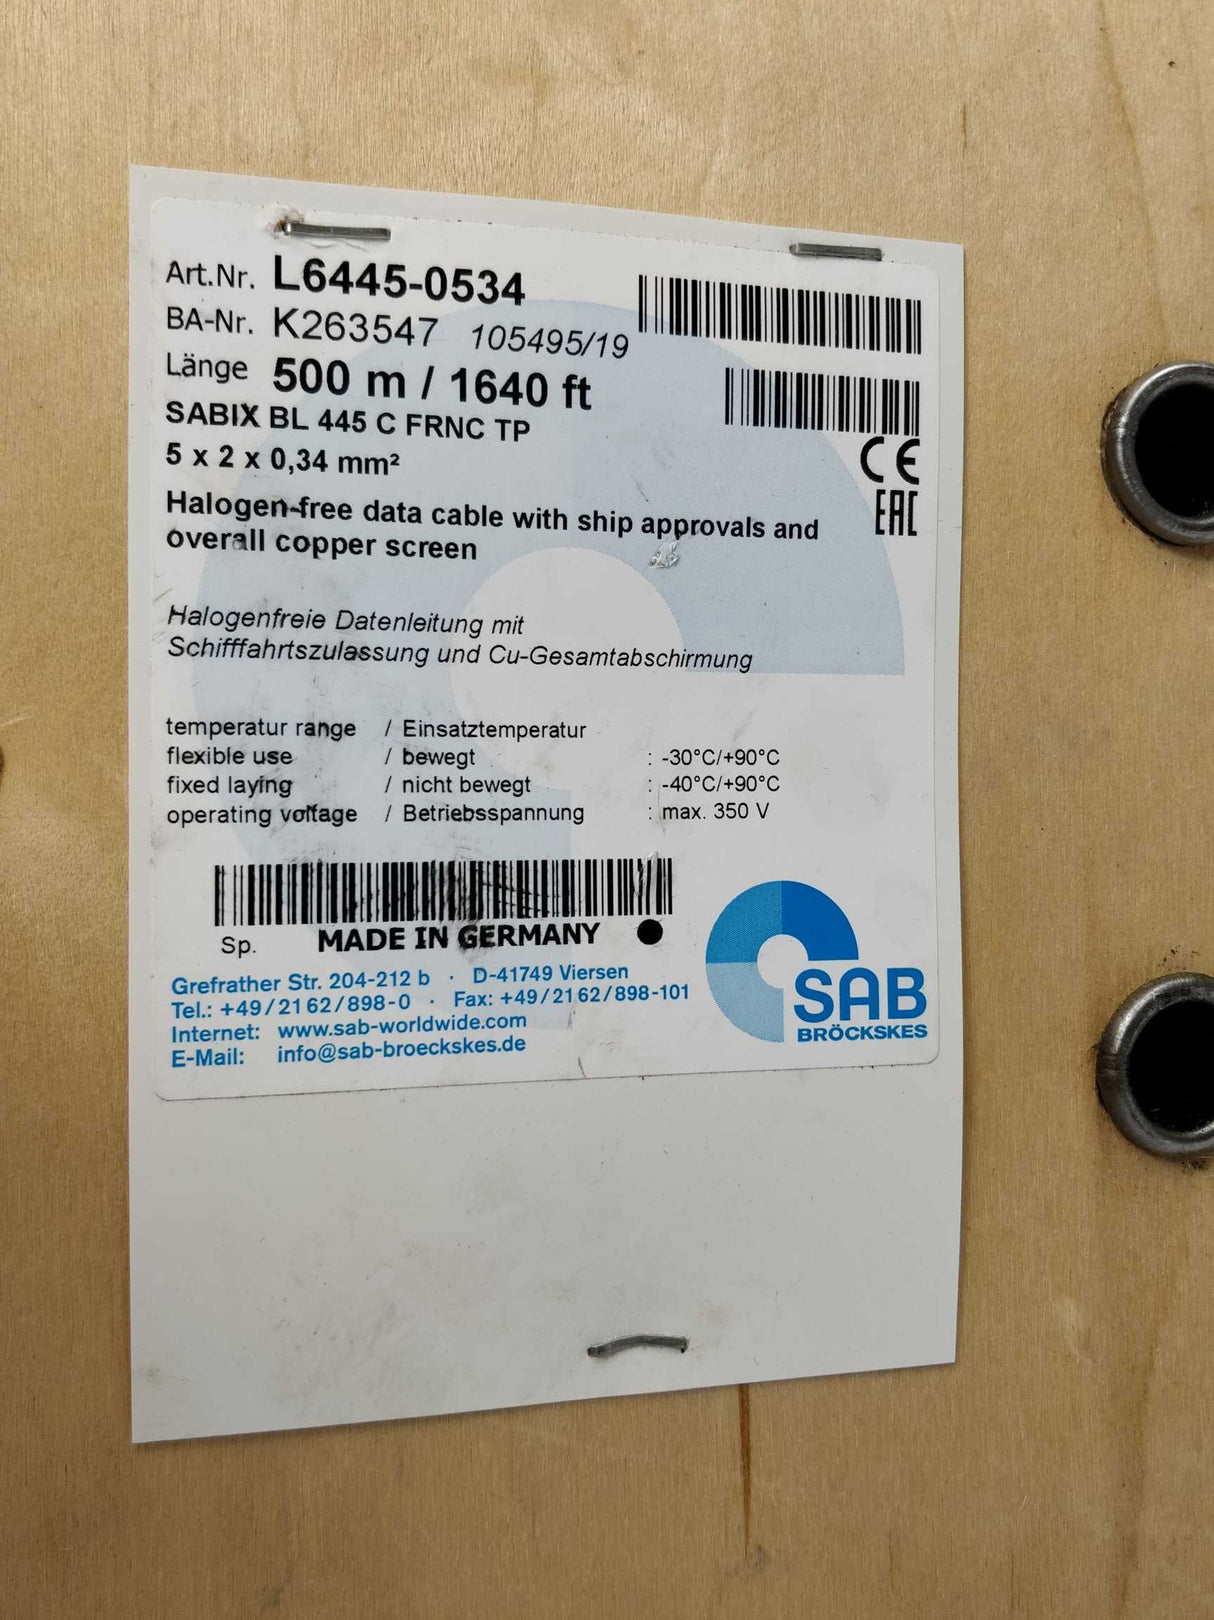 Art.Nr. L6445-0534
BA-Nr. K263547 105495/19
Länge 500 m / 1640 ft
SABIX BL 445 C FRNC TP
5 x 2 x 0,34 mm²
CE
EAC
Halogen-free data cable with ship approvals and
overall copper screen
Halogenfreie Datenleitung mit
Schifffahrtszulassung und Cu-Gesamtabschirmung
temperatur range / Einsatztemperatur
flexible use / bewegt : -30°C/+90°C
fixed laying / nicht bewegt : -40°C/+90°C
operating voltage / Betriebsspannung : max. 350 V
Sp. MADE IN GERMANY
Grefrather Str. 204-212 b · D-41749 Viersen
Tel.: +49/2162/898-0 · Fax: +49/2162/898-101
Internet: www.sab-worldwide.com
E-Mail: info@sab-broeckskes.de
SAB
BRÖCKSKES